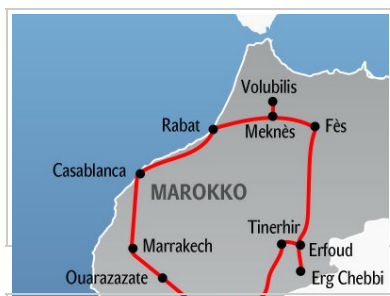 Volubilis
Rabat
Meknès
Fès
Casablanca
MAROKKO
Tinerhir
Marrakech
Erfoud
Ouarazazate
Erg Chebbi